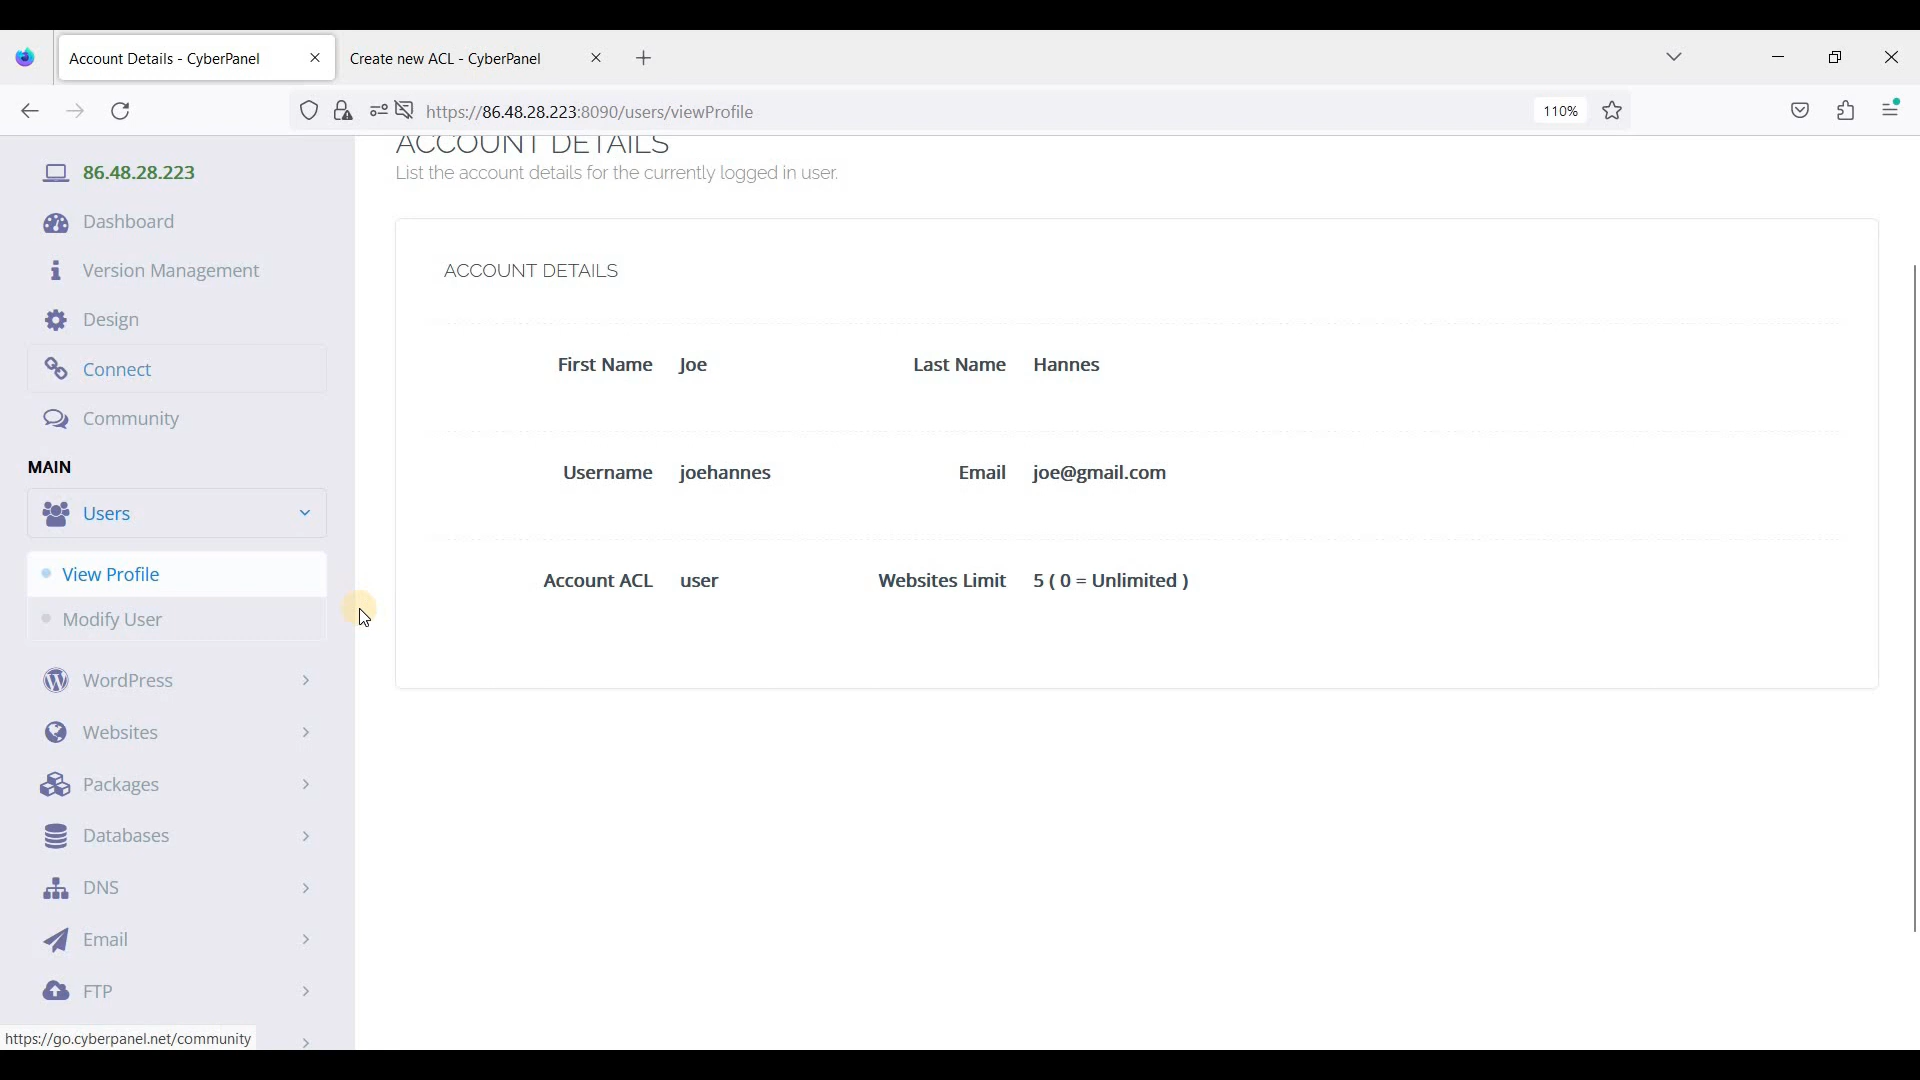 Account Details - CyberPanel
Create new ACL - CyberPanel
https://86.48.28.223:8090/users/viewProfile
110%
86.48.28.223
Dashboard
Version Management
Design
Connect
Community
MAIN
Users
View Profile
Modify User
WordPress
Websites
Packages
Databases
DNS
Email
FTP
https://go.cyberpanel.net/community
ACCOUNT DETAILS
List the account details for the currently logged in user.
ACCOUNT DETAILS
First Name Joe Last Name Hannes
Username joehannes Email joe@gmail.com
Account ACL user Websites Limit 5 ( 0 = Unlimited )